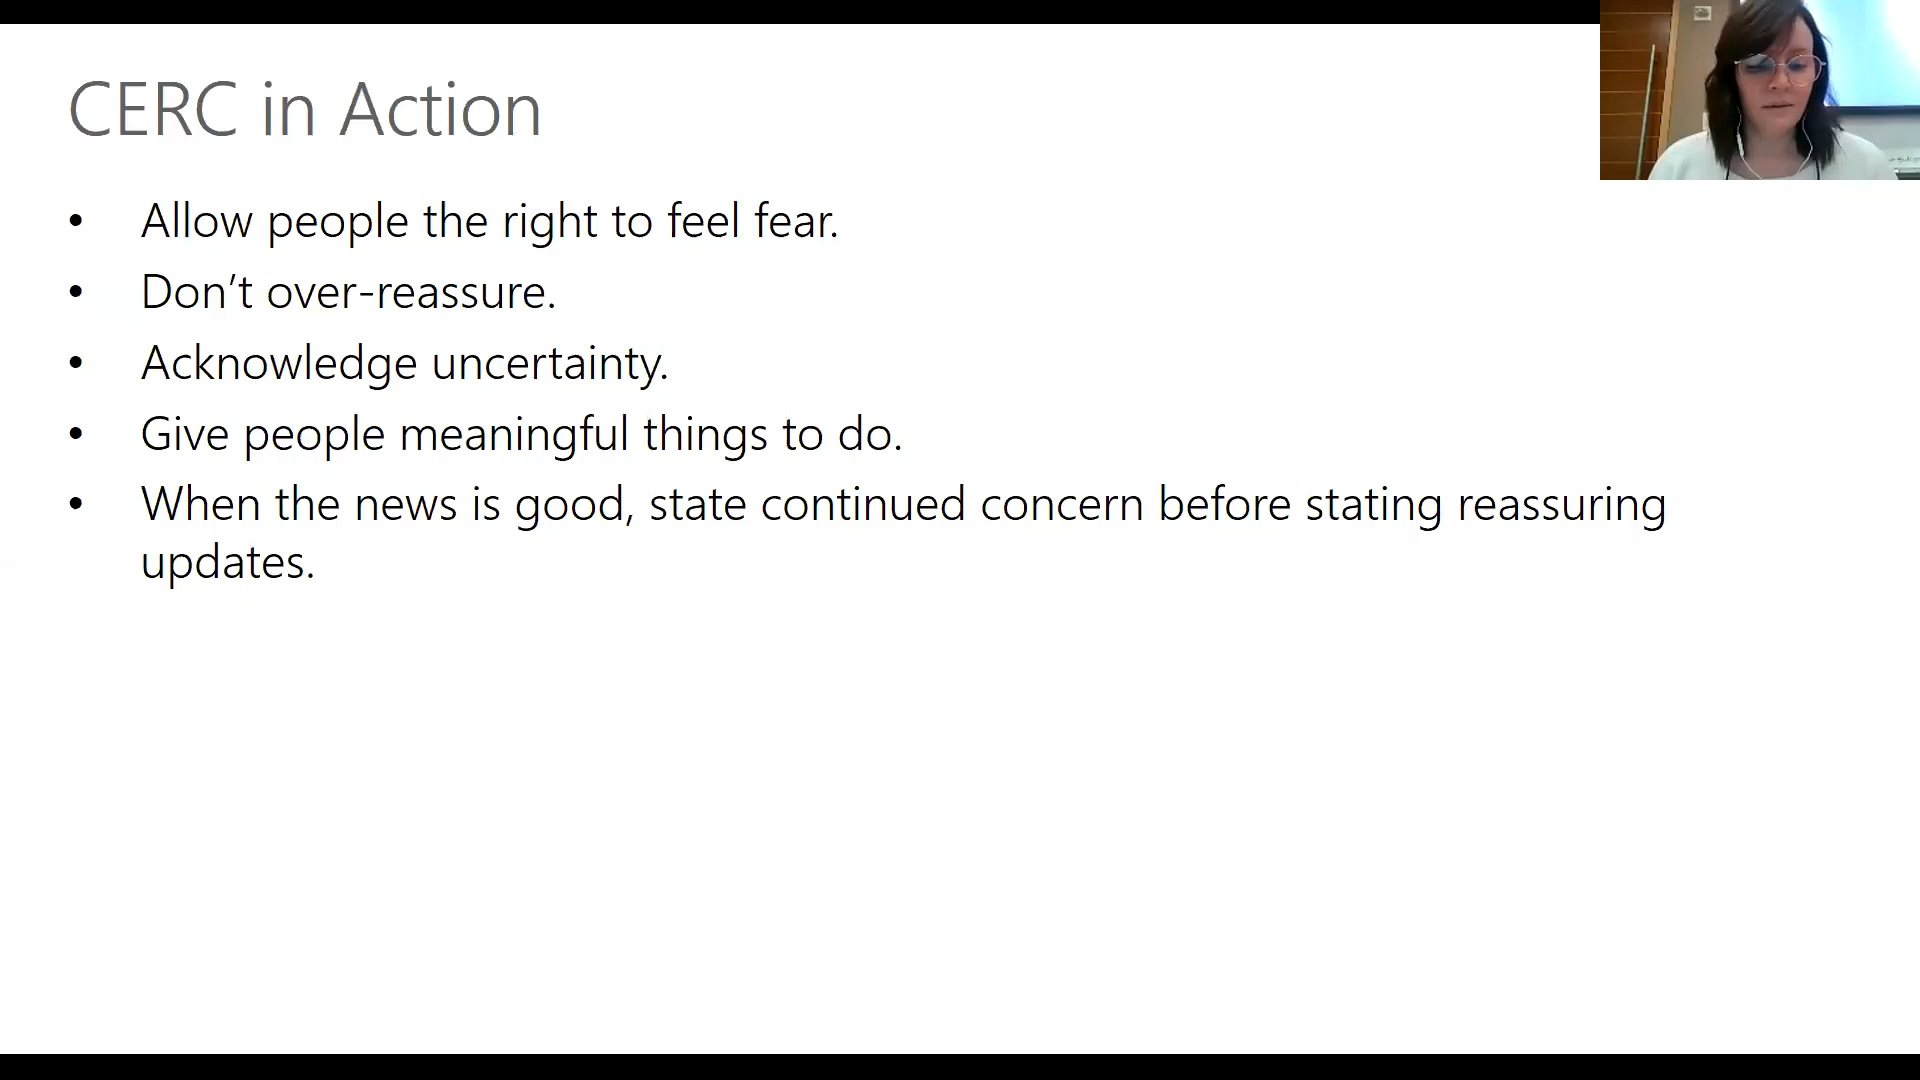 CERC in Action
• Allow people the right to feel fear.
• Don’t over-reassure.
• Acknowledge uncertainty.
• Give people meaningful things to do.
• When the news is good, state continued concern before stating reassuring
updates.